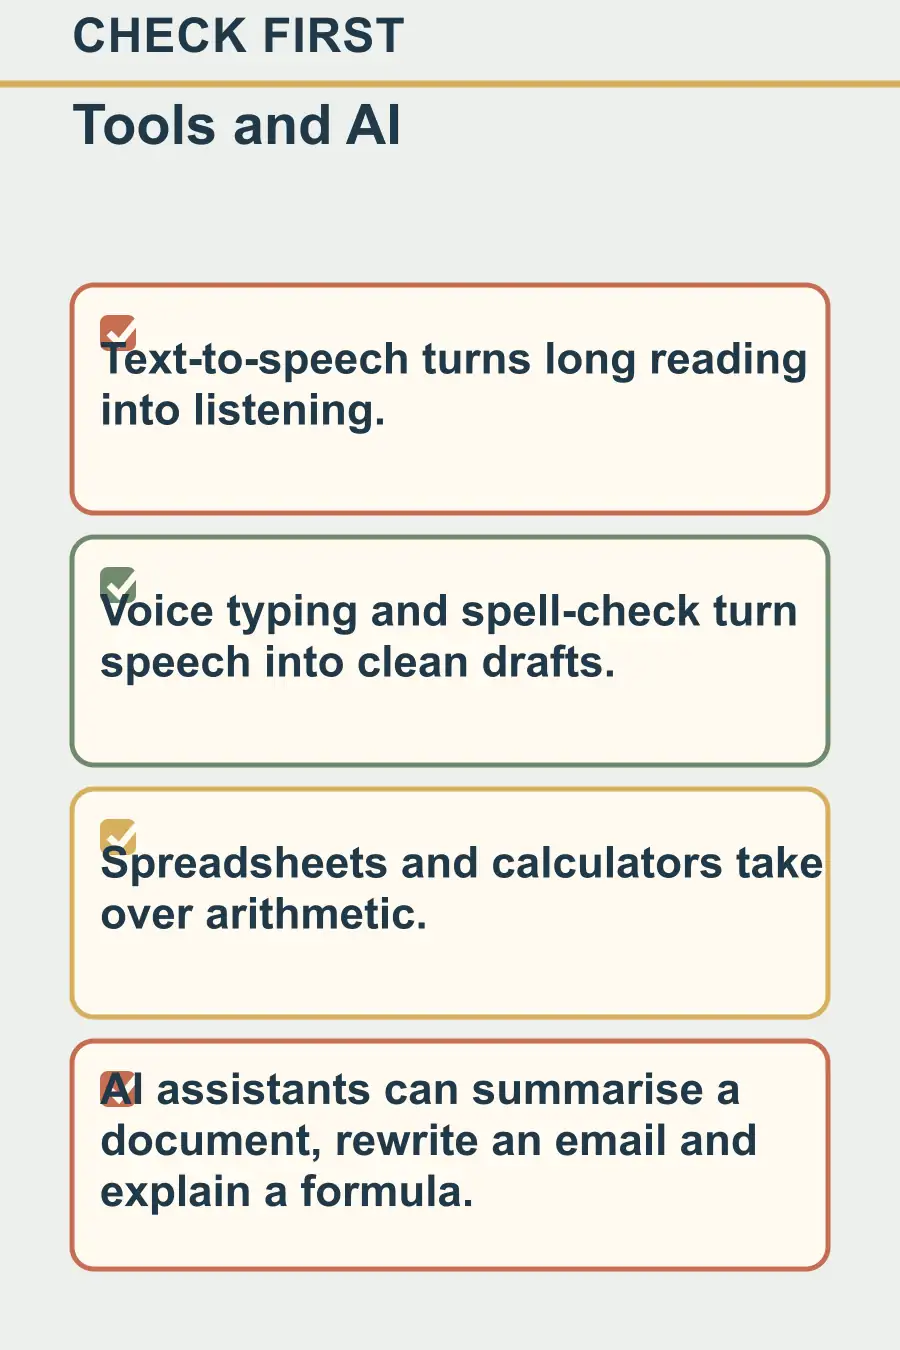 CHECK FIRST
Tools and AI
Text-to-speech turns long reading
into listening.
Voice typing and spell-check turn
speech into clean drafts.
Spreadsheets and calculators take
over arithmetic.
AI assistants can summarise a
document, rewrite an email and
explain a formula.